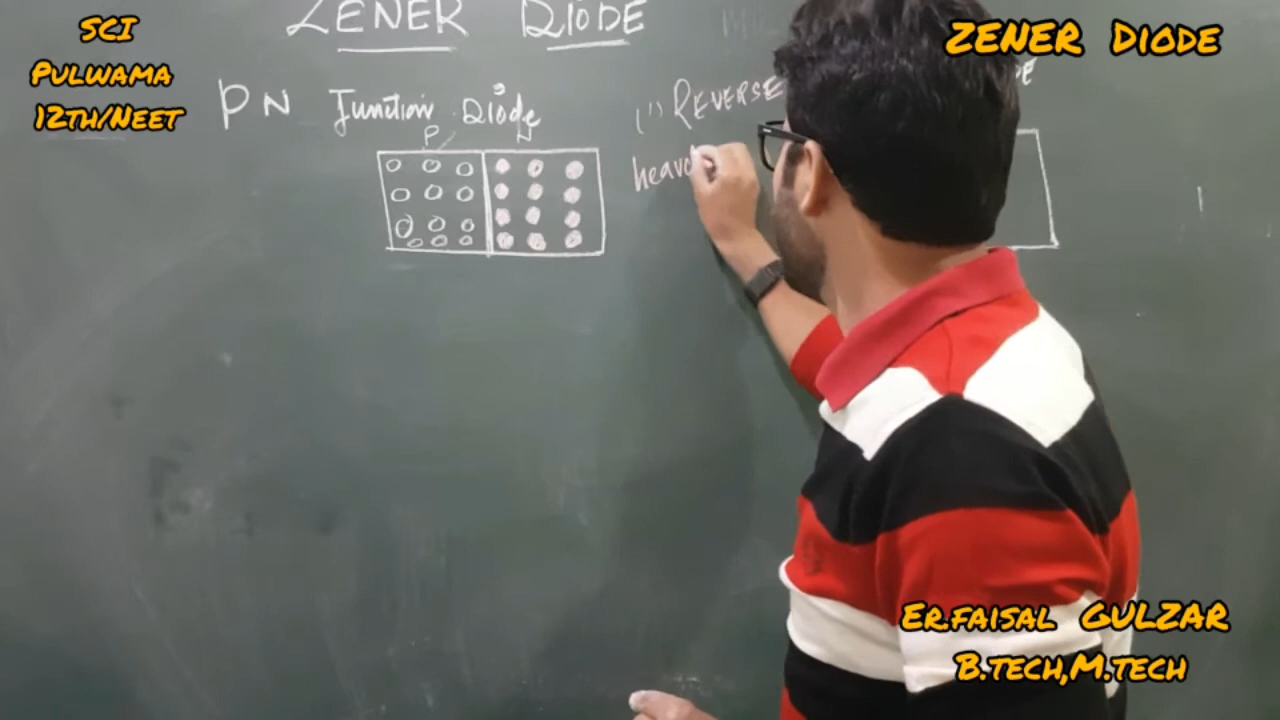 SCI
PULWAMA
12TH/NEET
ZENER DIODE
ZENER DIODE
PN Junction Diode
P N
(1) REVERSE
heav
ER.FAISAL GULZAR
B.TECH,M.TECH